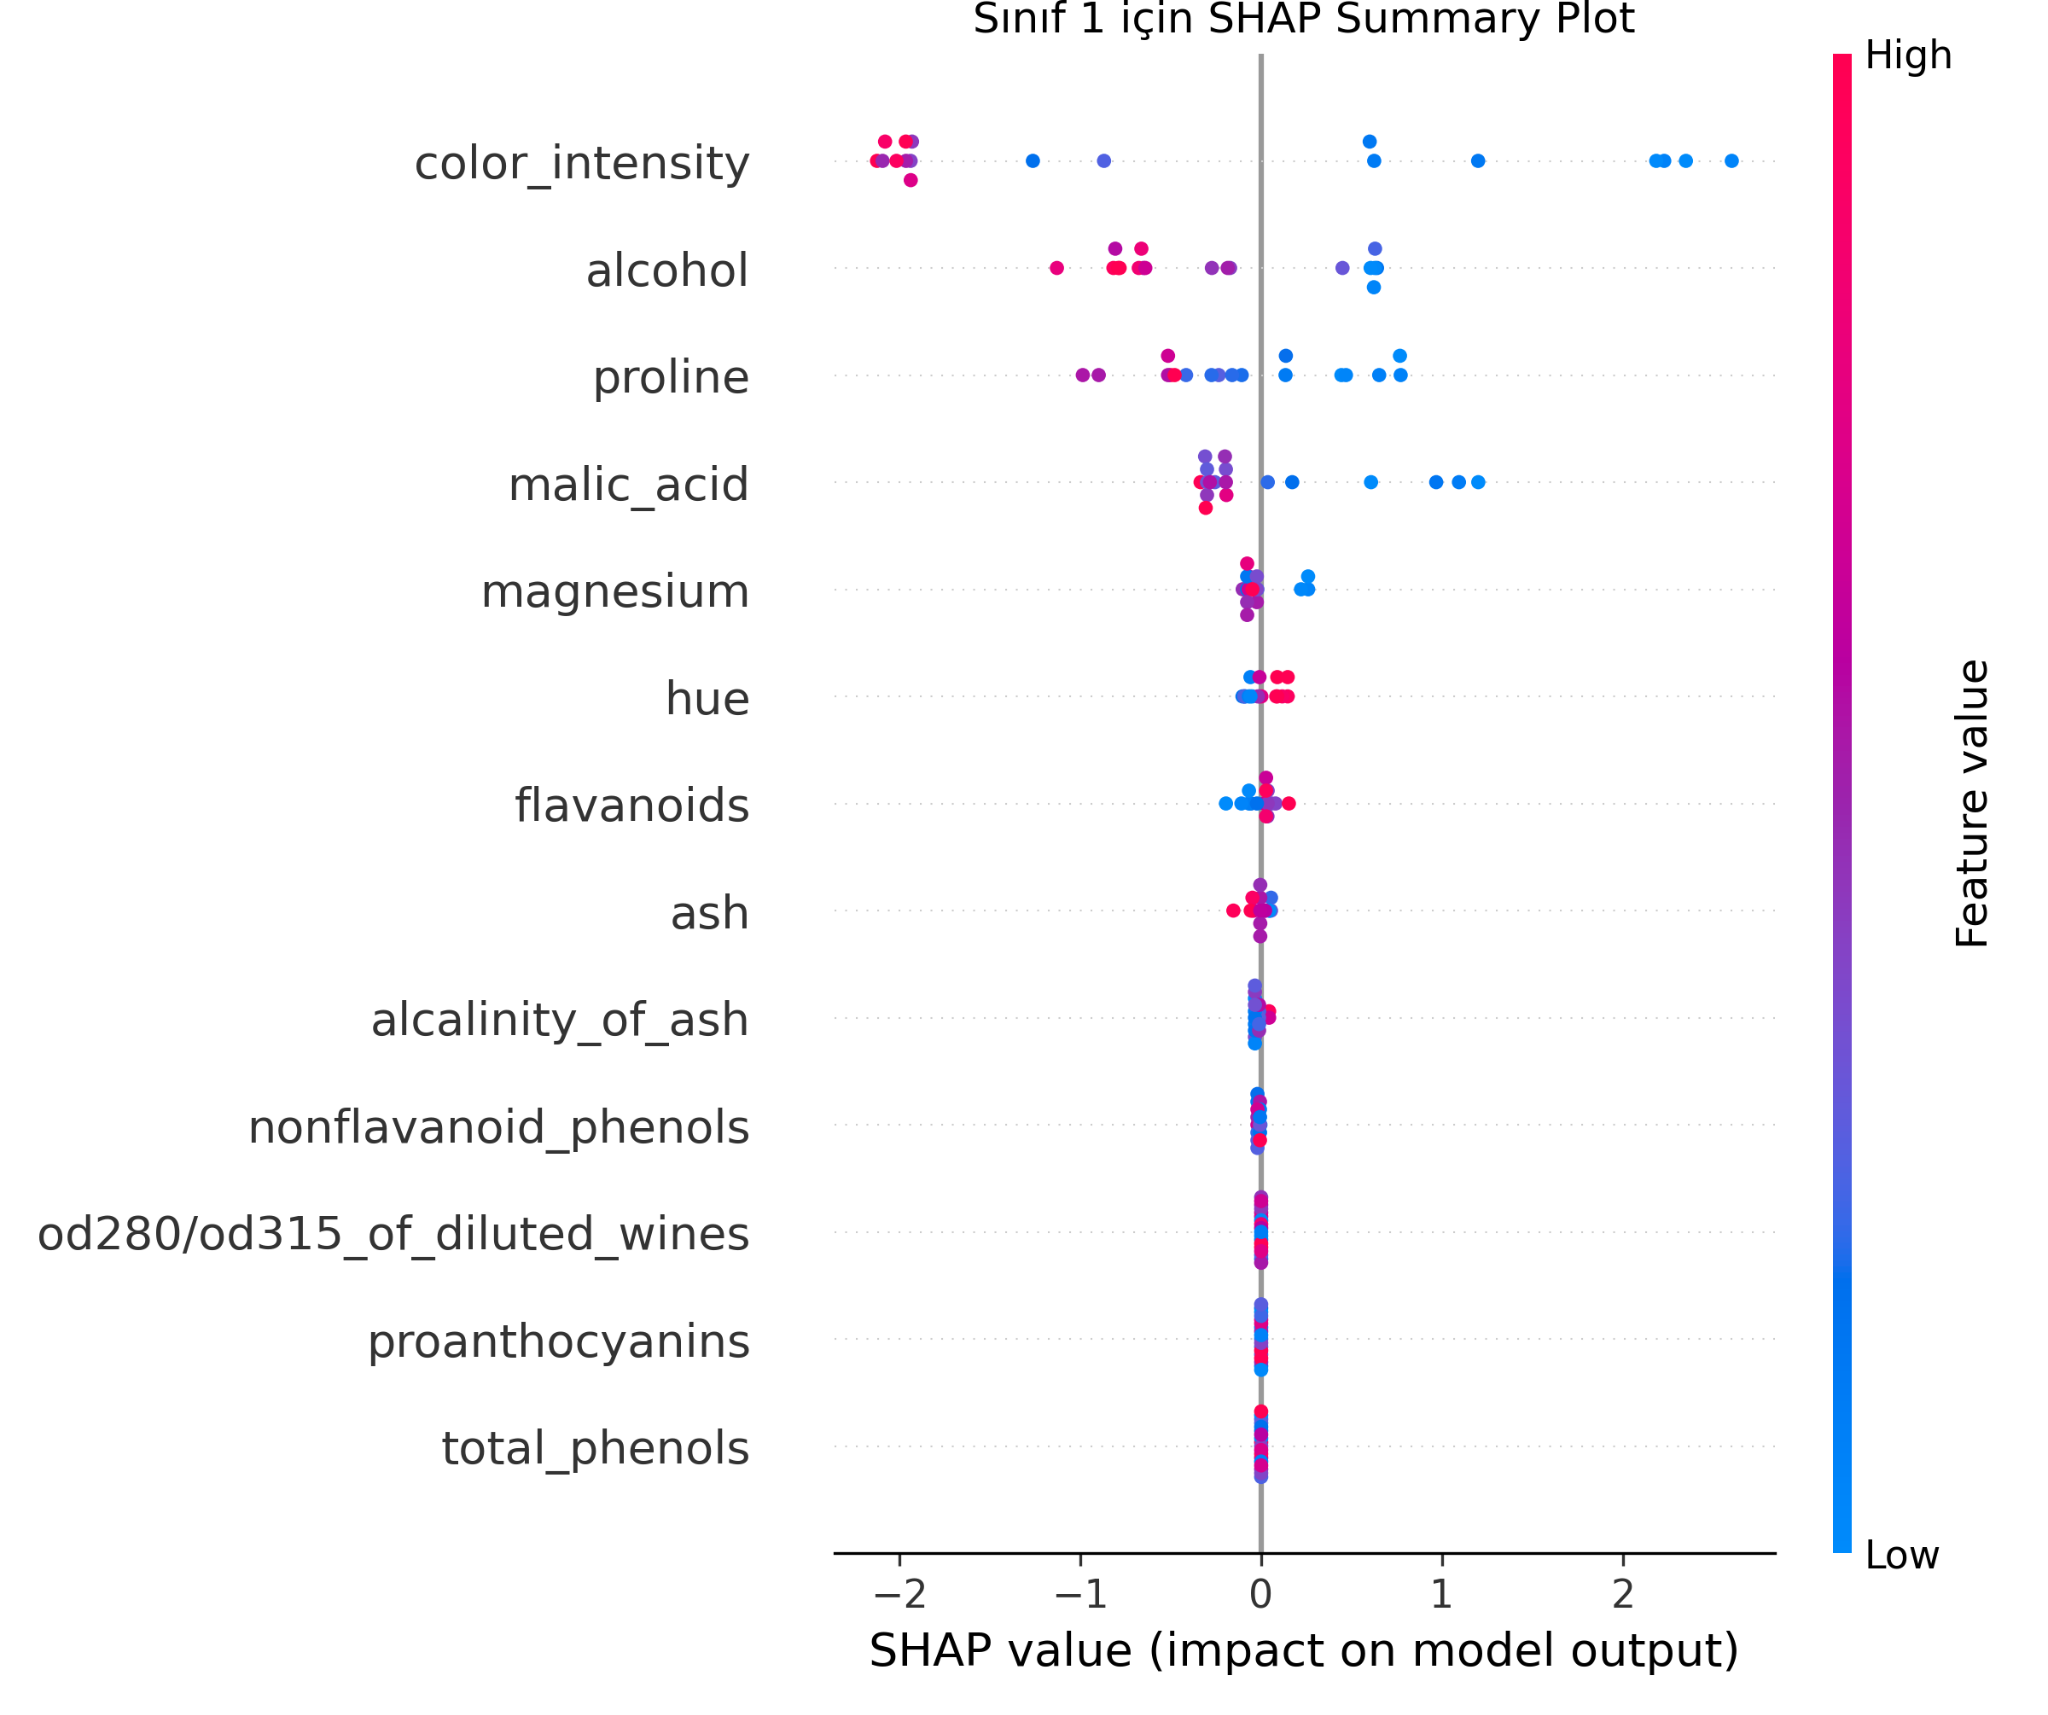 Sınıf 1 için SHAP Summary Plot
High
color_intensity
alcohol
proline
malic_acid
magnesium
hue
flavanoids
ash
alcalinity_of_ash
nonflavanoid_phenols
od280/od315_of_diluted_wines
proanthocyanins
total_phenols
Feature value
Low
−2 −1 0 1 2
SHAP value (impact on model output)